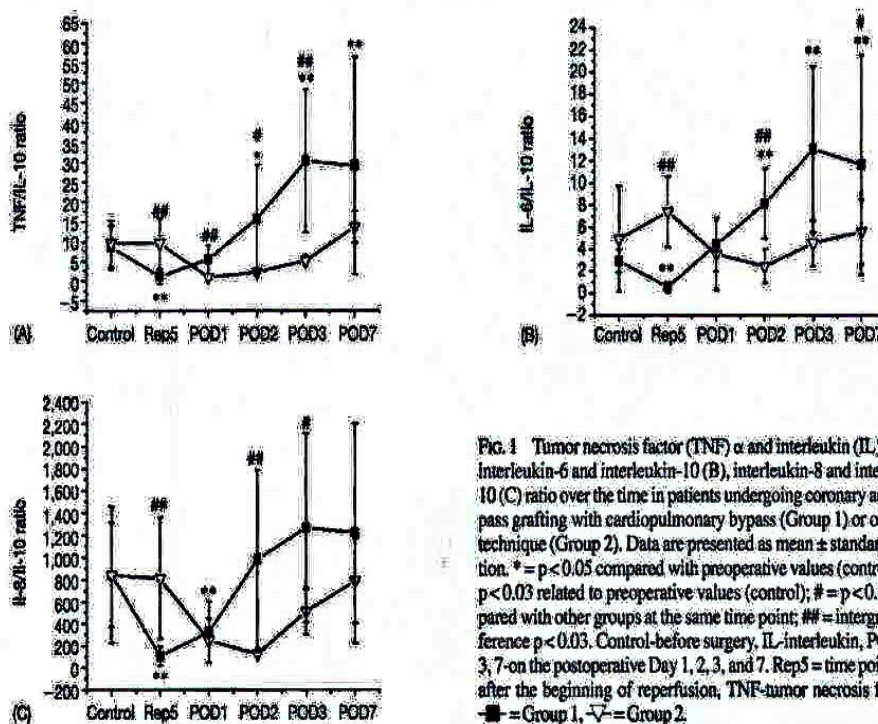 65
60
55
50
45
40
35
30
25
20
15
10
5
0
−5
TNF/IL-10 ratio
## ## # * ## ** ** **
Control Rep5 POD1 POD2 POD3 POD7
(A)
24
22
20
18
16
14
12
10
8
6
4
2
0
−2
IL-6/IL-10 ratio
## ** ## ** ** # **
Control Rep5 POD1 POD2 POD3 POD7
(B)
2,400
2,200
2,000
1,800
1,600
1,400
1,200
1,000
800
600
400
200
0
−200
Il-8/Il-10 ratio
## ** ** ## #
Control Rep5 POD1 POD2 POD3 POD7
(C)
FIG. 1 Tumor necrosis factor (TNF) α and interleukin (IL)
interleukin-6 and interleukin-10 (B), interleukin-8 and inte
10 (C) ratio over the time in patients undergoing coronary a
pass grafting with cardiopulmonary bypass (Group 1) or o
technique (Group 2). Data are presented as mean ± standar
tion. * = p<0.05 compared with preoperative values (contr
p<0.03 related to preoperative values (control); # = p<0.
pared with other groups at the same time point; ## = intergr
ference p<0.03. Control-before surgery, IL-interleukin, P
3, 7-on the postoperative Day 1, 2, 3, and 7. Rep5 = time poi
after the beginning of reperfusion, TNF-tumor necrosis f
= Group 1, = Group 2.